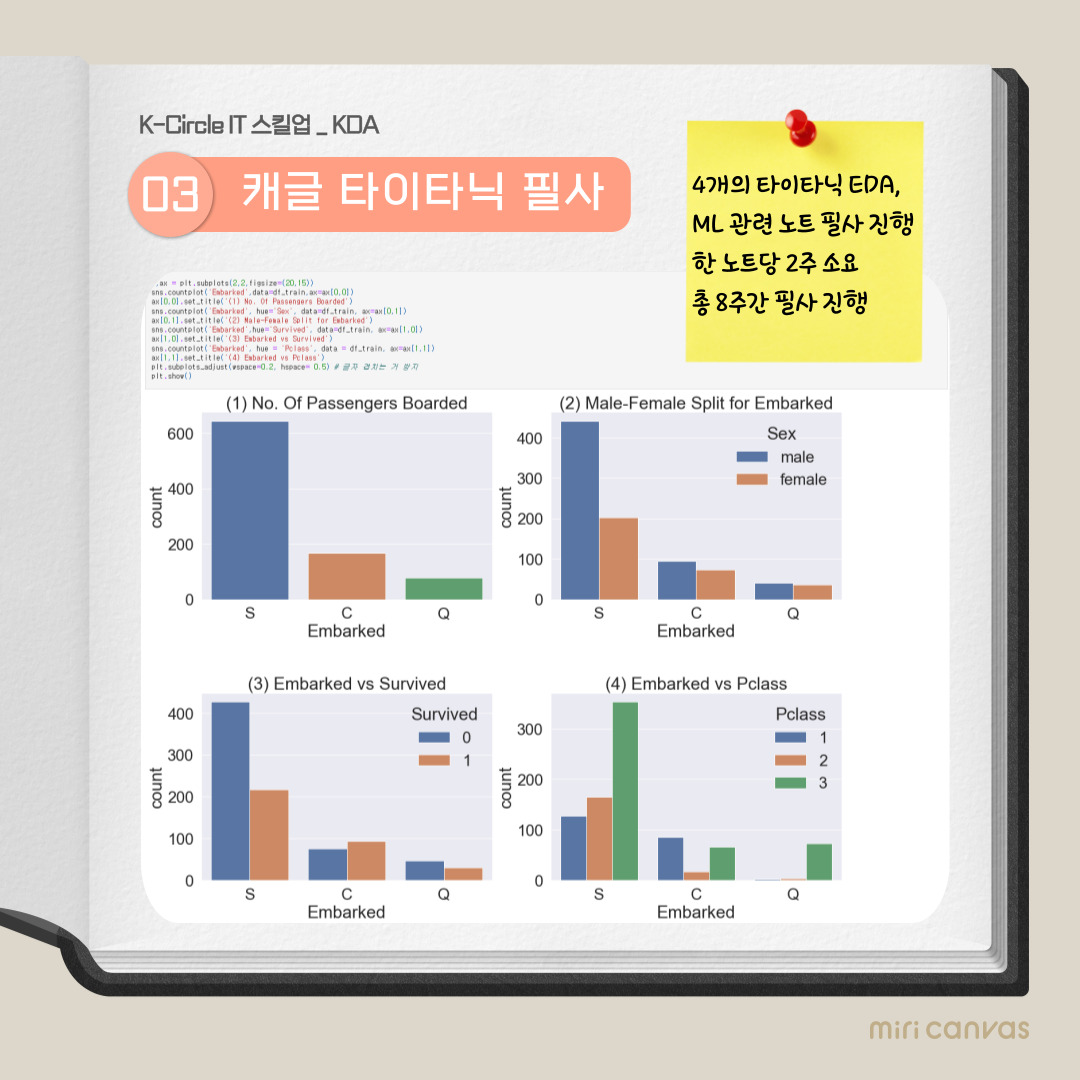 K-Circle IT 스킬업 _ KDA
03 캐글 타이타닉 필사
4개의 타이타닉 EDA,
ML 관련 노트 필사 진행
한 노트당 2주 소요
총 8주간 필사 진행
,ax = plt.subplots(2,2,figsize=(20,15))
sns.countplot('Embarked',data=df_train,ax=ax[0,0])
ax[0,0].set_title('(1) No. Of Passengers Boarded')
sns.countplot('Embarked', hue='Sex', data=df_train, ax=ax[0,1])
ax[0,1].set_title('(2) Male-Female Split for Embarked')
sns.countplot('Embarked',hue='Survived', data=df_train, ax=ax[1,0])
ax[1,0].set_title('(3) Embarked vs Survived')
sns.countplot('Embarked', hue = 'Pclass', data = df_train, ax=ax[1,1])
ax[1,1].set_title('(4) Embarked vs Pclass')
plt.subplots_adjust(wspace=0.2, hspace= 0.5) # 글자 겹치는 거 방지
plt.show()
(1) No. Of Passengers Boarded
600
400
200
0
count
S C Q
Embarked
(2) Male-Female Split for Embarked
400
300
200
100
0
count
Sex
male
female
S C Q
Embarked
(3) Embarked vs Survived
400
300
200
100
0
count
Survived
0
1
S C Q
Embarked
(4) Embarked vs Pclass
300
200
100
0
count
Pclass
1
2
3
S C Q
Embarked
miri canvas